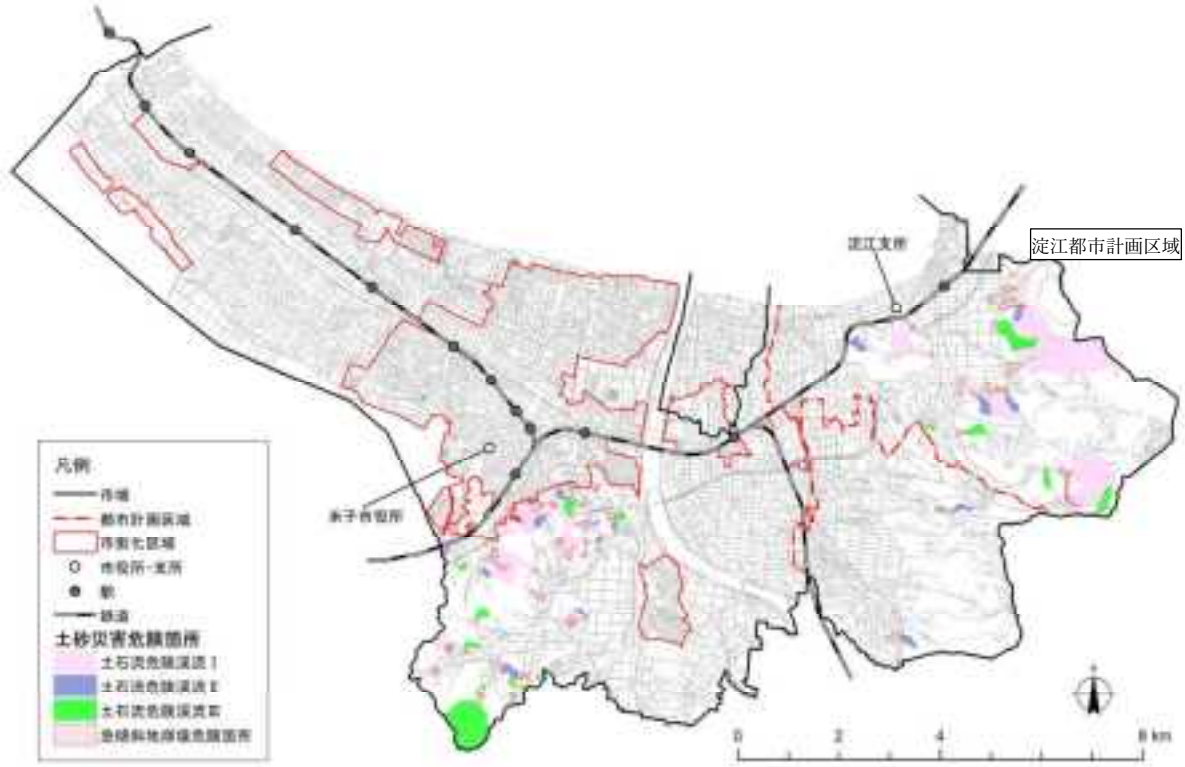 淀江都市計画区域
淀江支所
米子市役所
凡例
市域
都市計画区域
市街化区域
市役所・支所
駅
鉄道
土砂災害危険箇所
土石流危険渓流Ⅰ
土石流危険渓流Ⅱ
土石流危険渓流Ⅲ
急傾斜地崩壊危険箇所
0 2 4 8 km